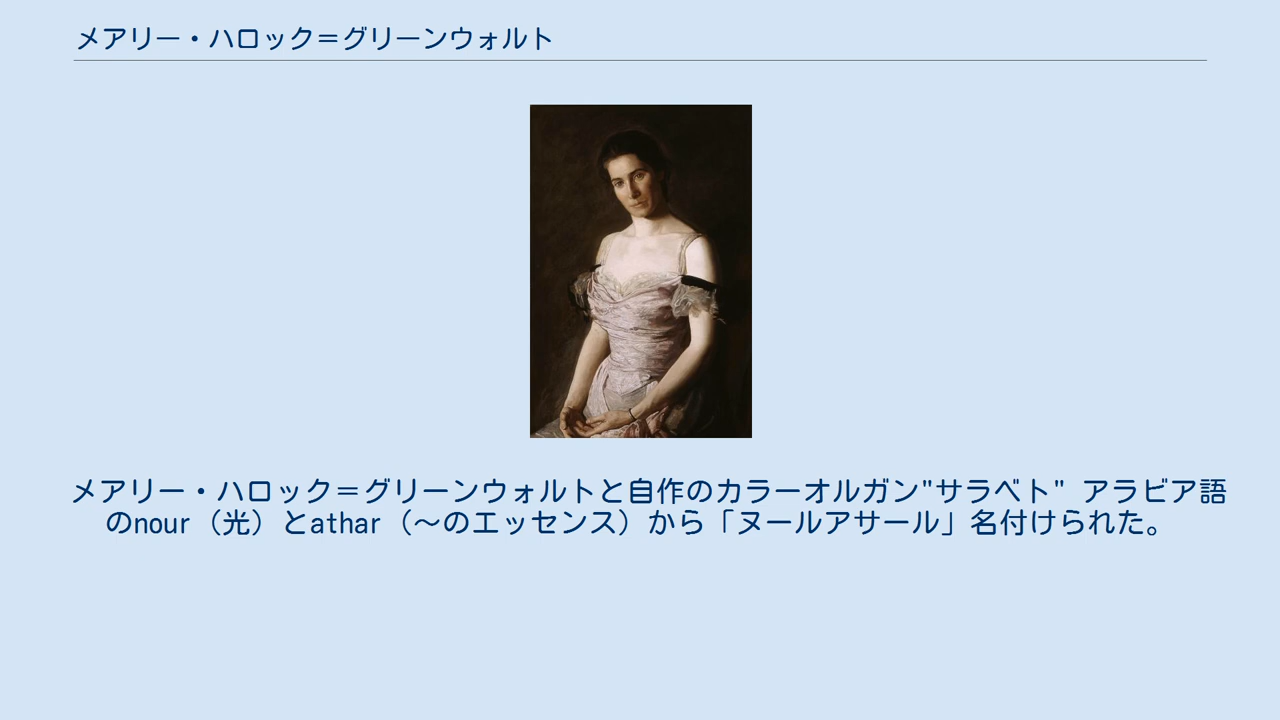 メアリー・ハロック＝グリーンウォルト
メアリー・ハロック＝グリーンウォルトと自作のカラーオルガン"サラベト" アラビア語
のnour（光）とathar（～のエッセンス）から「ヌールアサール」名付けられた。